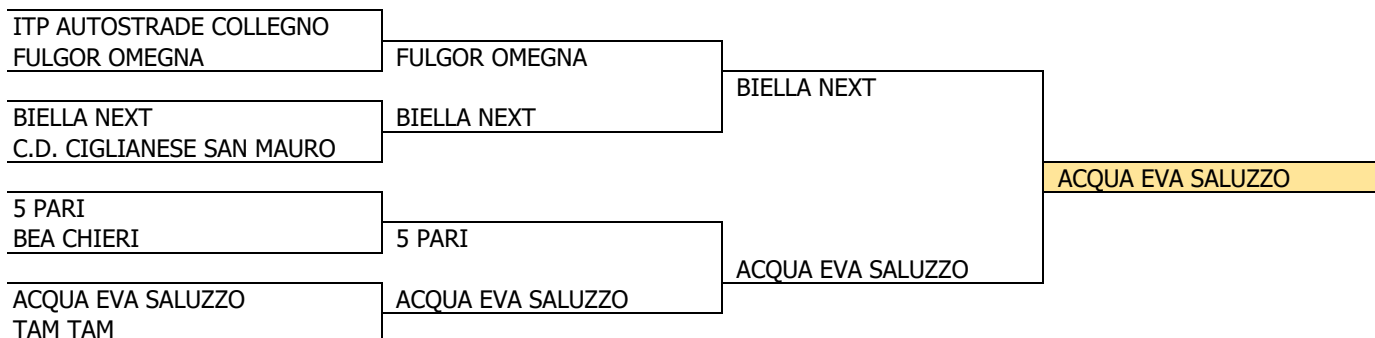 ITP AUTOSTRADE COLLEGNO
FULGOR OMEGNA
FULGOR OMEGNA
BIELLA NEXT
BIELLA NEXT
BIELLA NEXT
C.D. CIGLIANESE SAN MAURO
ACQUA EVA SALUZZO
5 PARI
BEA CHIERI
5 PARI
ACQUA EVA SALUZZO
ACQUA EVA SALUZZO
ACQUA EVA SALUZZO
TAM TAM